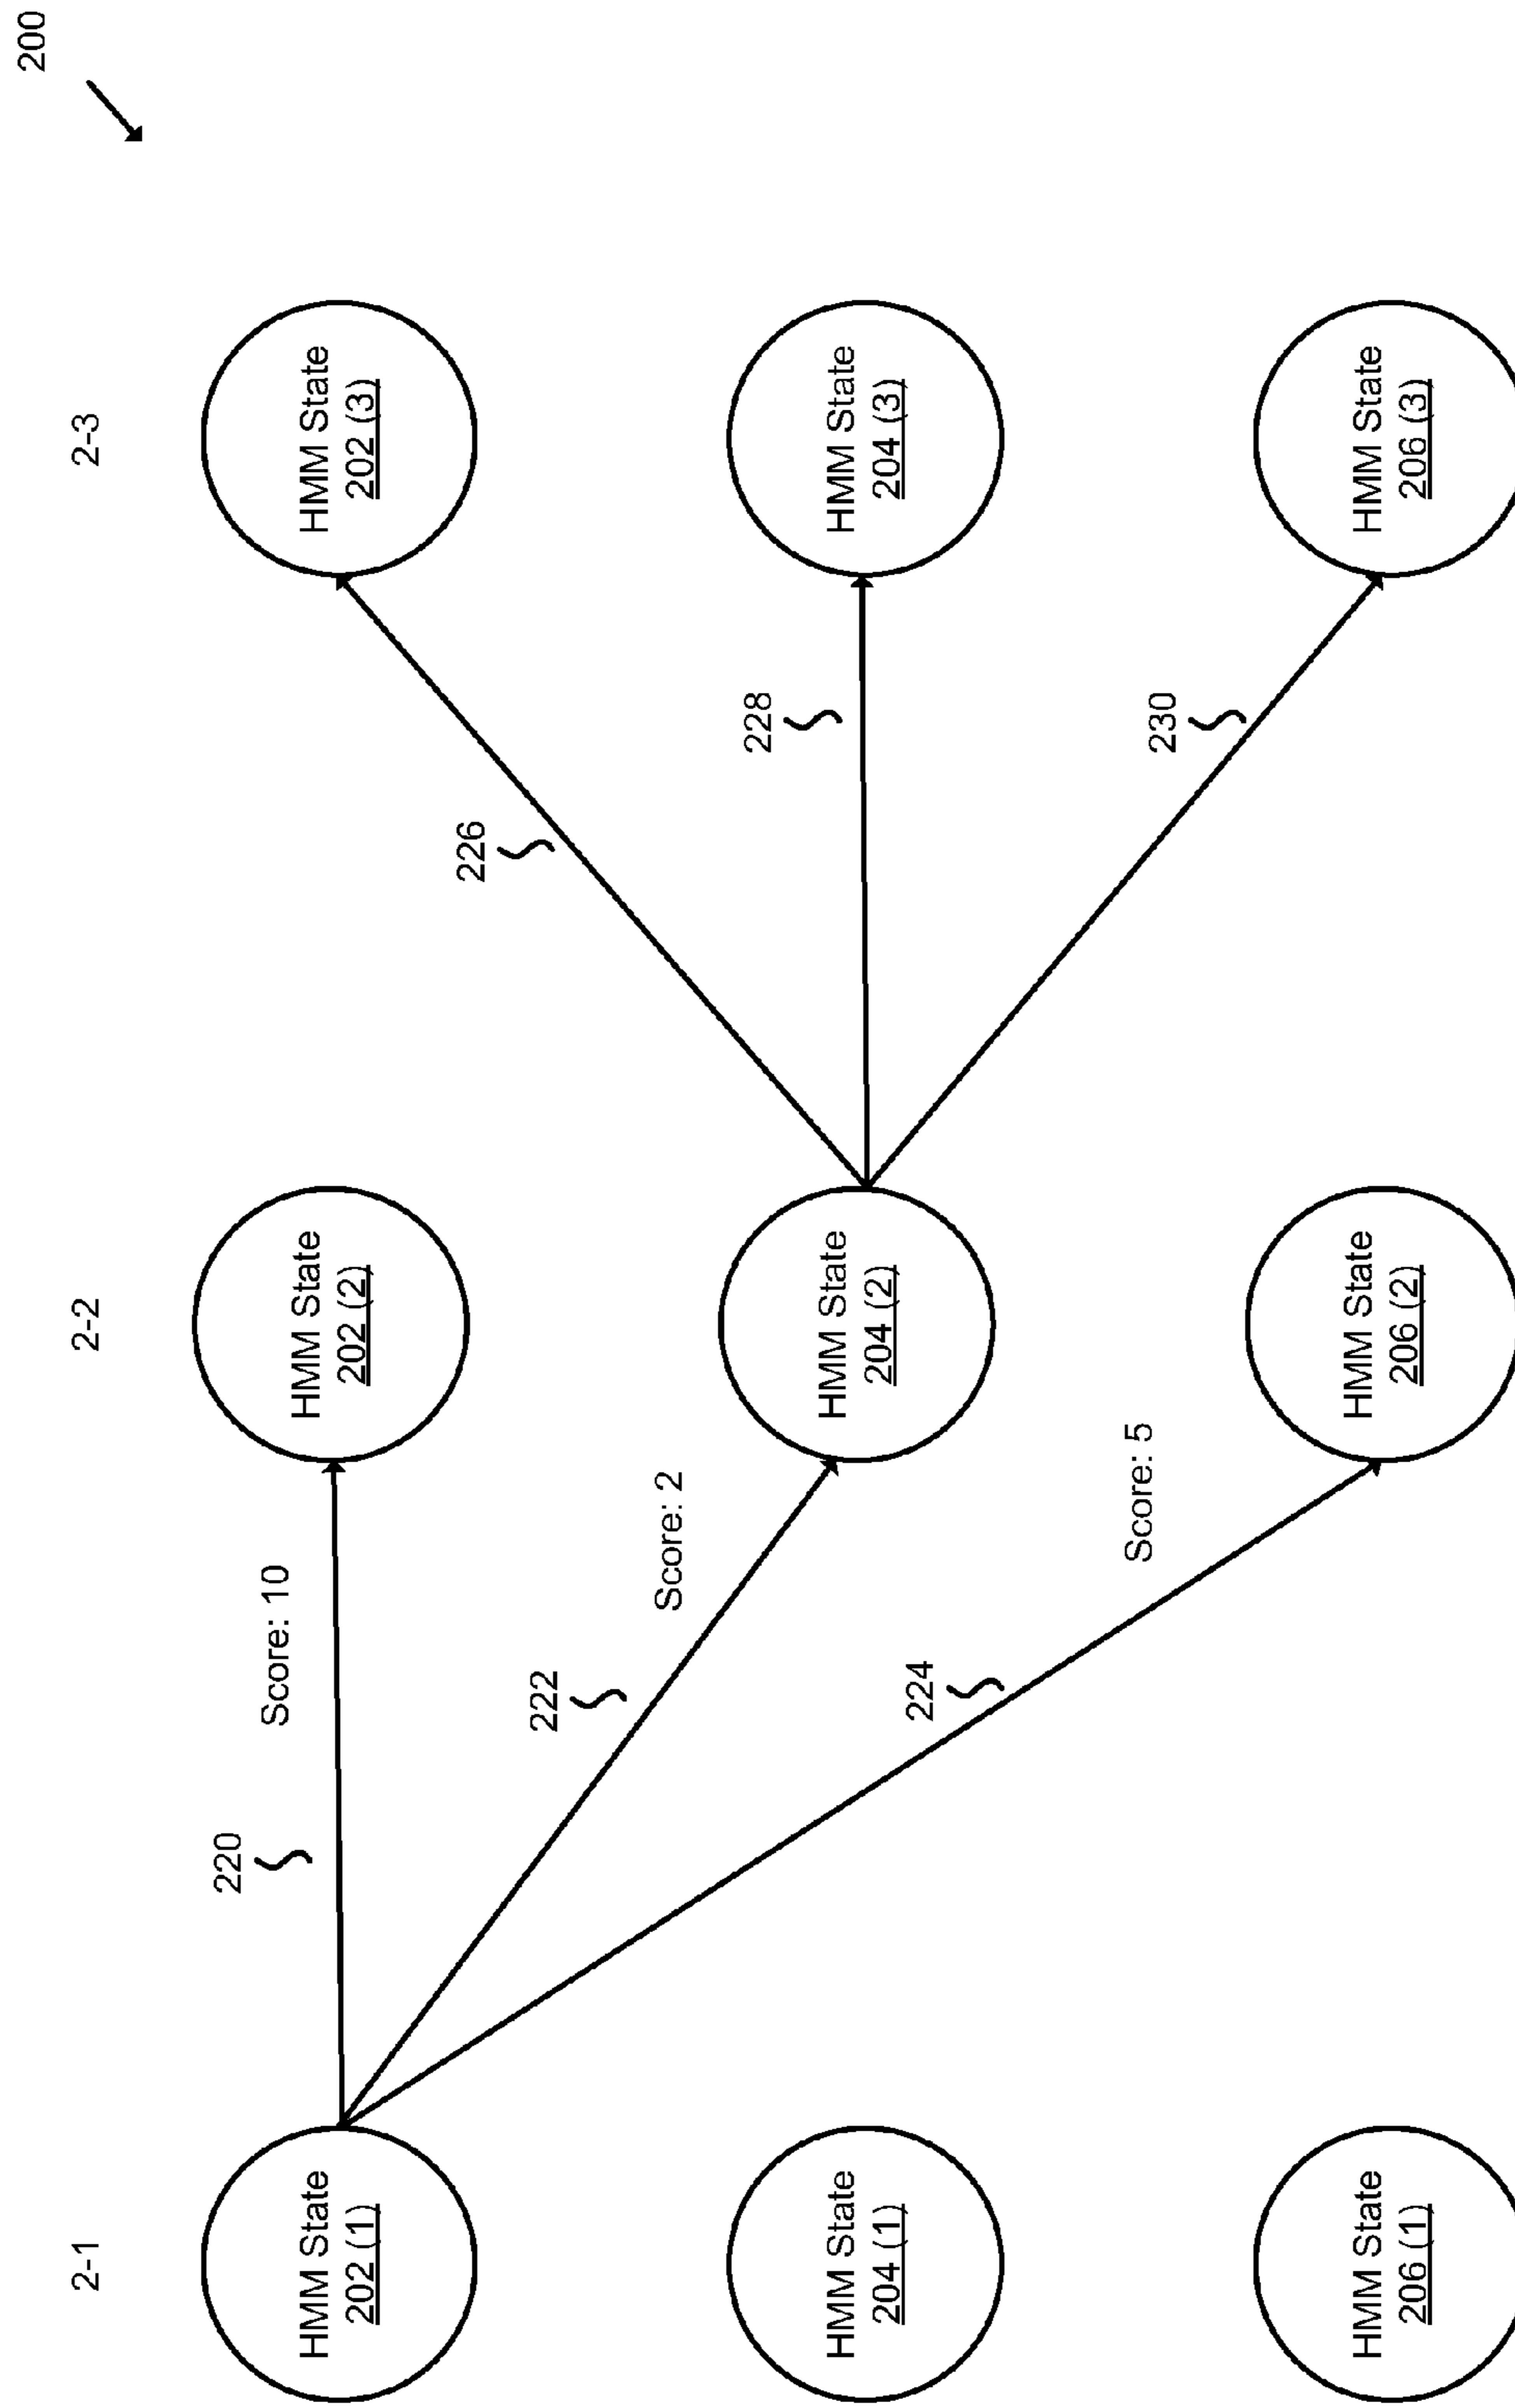 200
2-1
2-2
2-3
HMM State
202 (1)
220
Score: 10
HMM State
202 (2)
226
HMM State
202 (3)
222
Score: 2
HMM State
204 (1)
HMM State
204 (2)
228
HMM State
204 (3)
224
Score: 5
230
HMM State
206 (1)
HMM State
206 (2)
HMM State
206 (3)